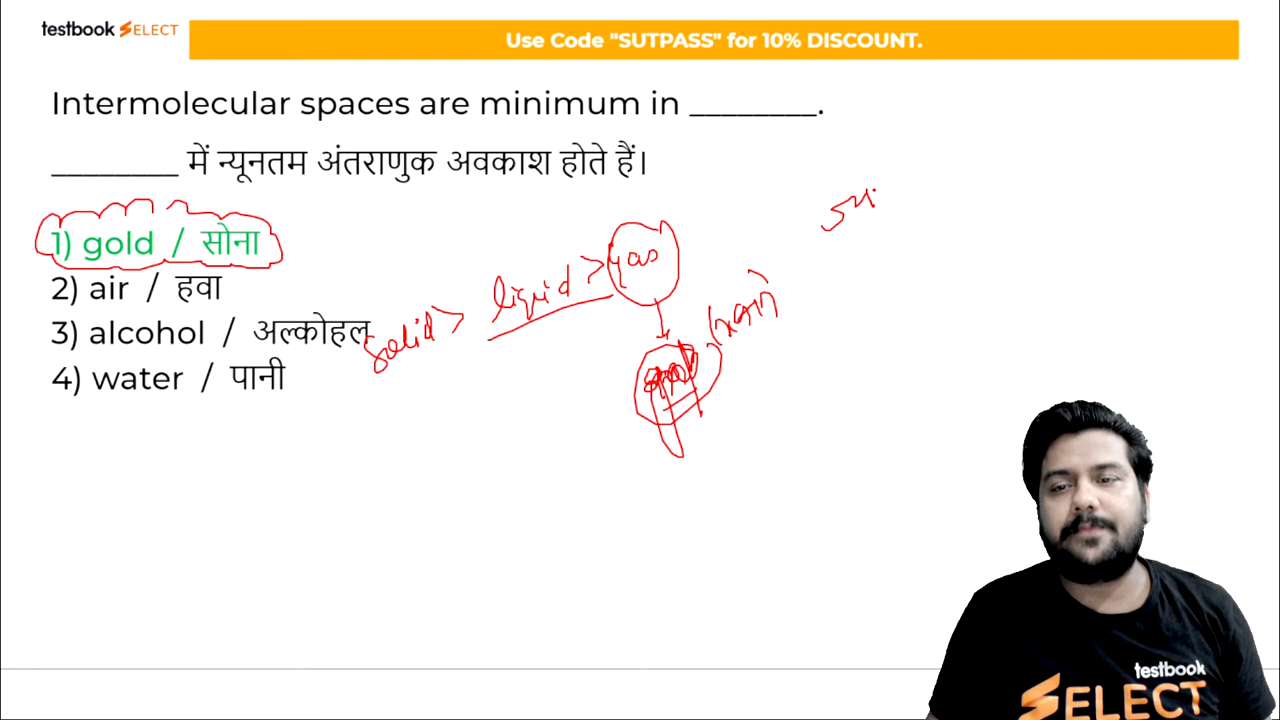 testbook SELECT
Use Code "SUTPASS" for 10% DISCOUNT.
Intermolecular spaces are minimum in ________.
________ में न्यूनतम अंतराणुक अवकाश होते हैं।
1) gold / सोना
2) air / हवा
3) alcohol / अल्कोहल
4) water / पानी
solid > liquid > gas
testbook
SELECT